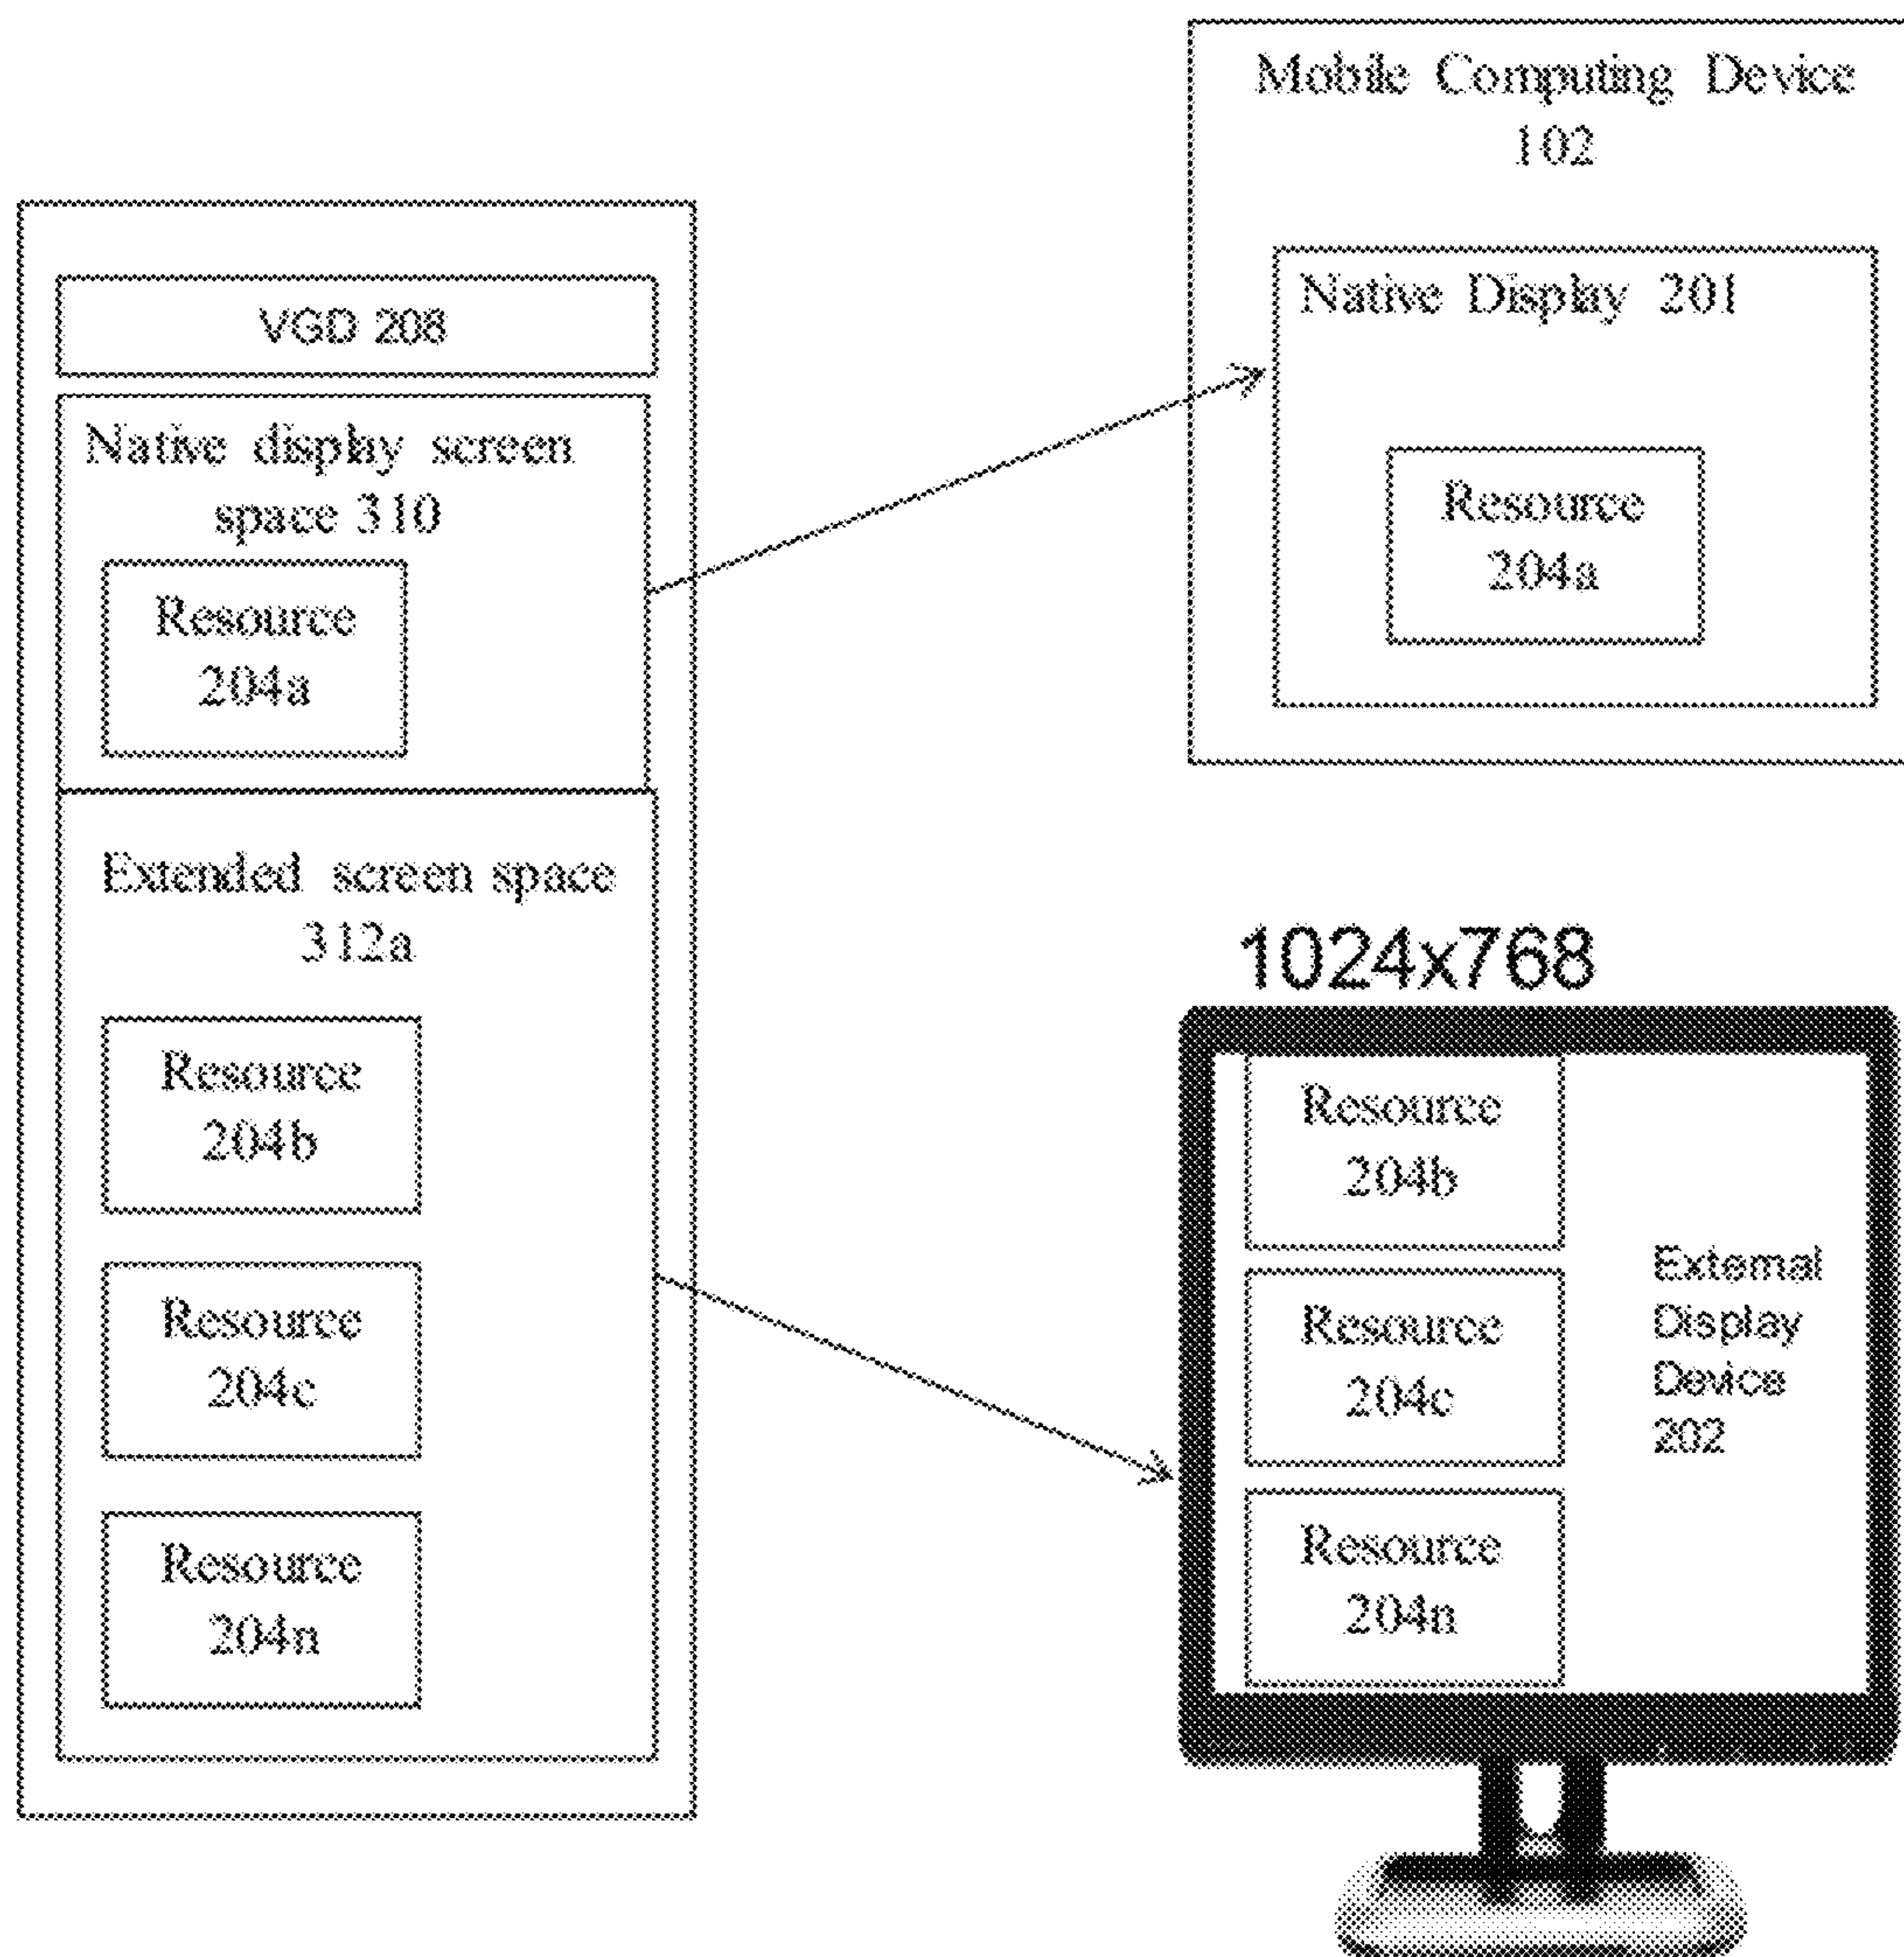 VGD 208
Native display screen
space 310
Resource
204a
Extended screen space
312a
Resource
204b
Resource
204c
Resource
204n
Mobile Computing Device
102
Native Display 201
Resource
204a
1024x768
Resource
204b
Resource
204c
Resource
204n
External
Display
Device
202